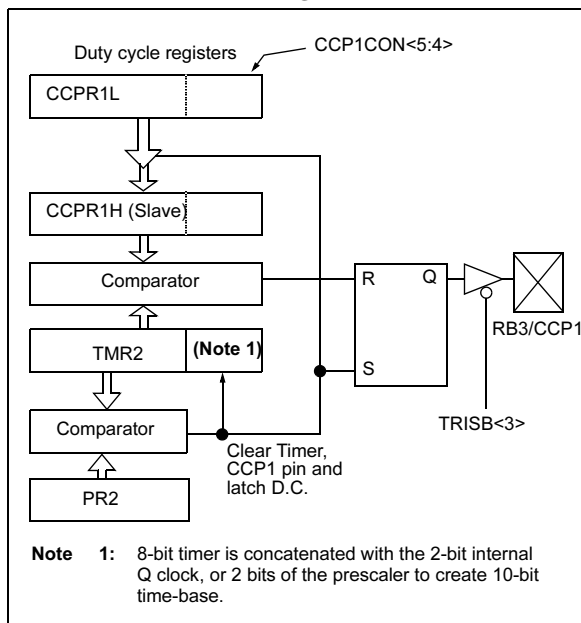 Duty cycle registers
CCP1CON<5:4>
CCPR1L
CCPR1H (Slave)
Comparator
R
Q
RB3/CCP1
TMR2
(Note 1)
S
TRISB<3>
Comparator
Clear Timer,
CCP1 pin and
latch D.C.
PR2
Note 1: 8-bit timer is concatenated with the 2-bit internal
Q clock, or 2 bits of the prescaler to create 10-bit
time-base.